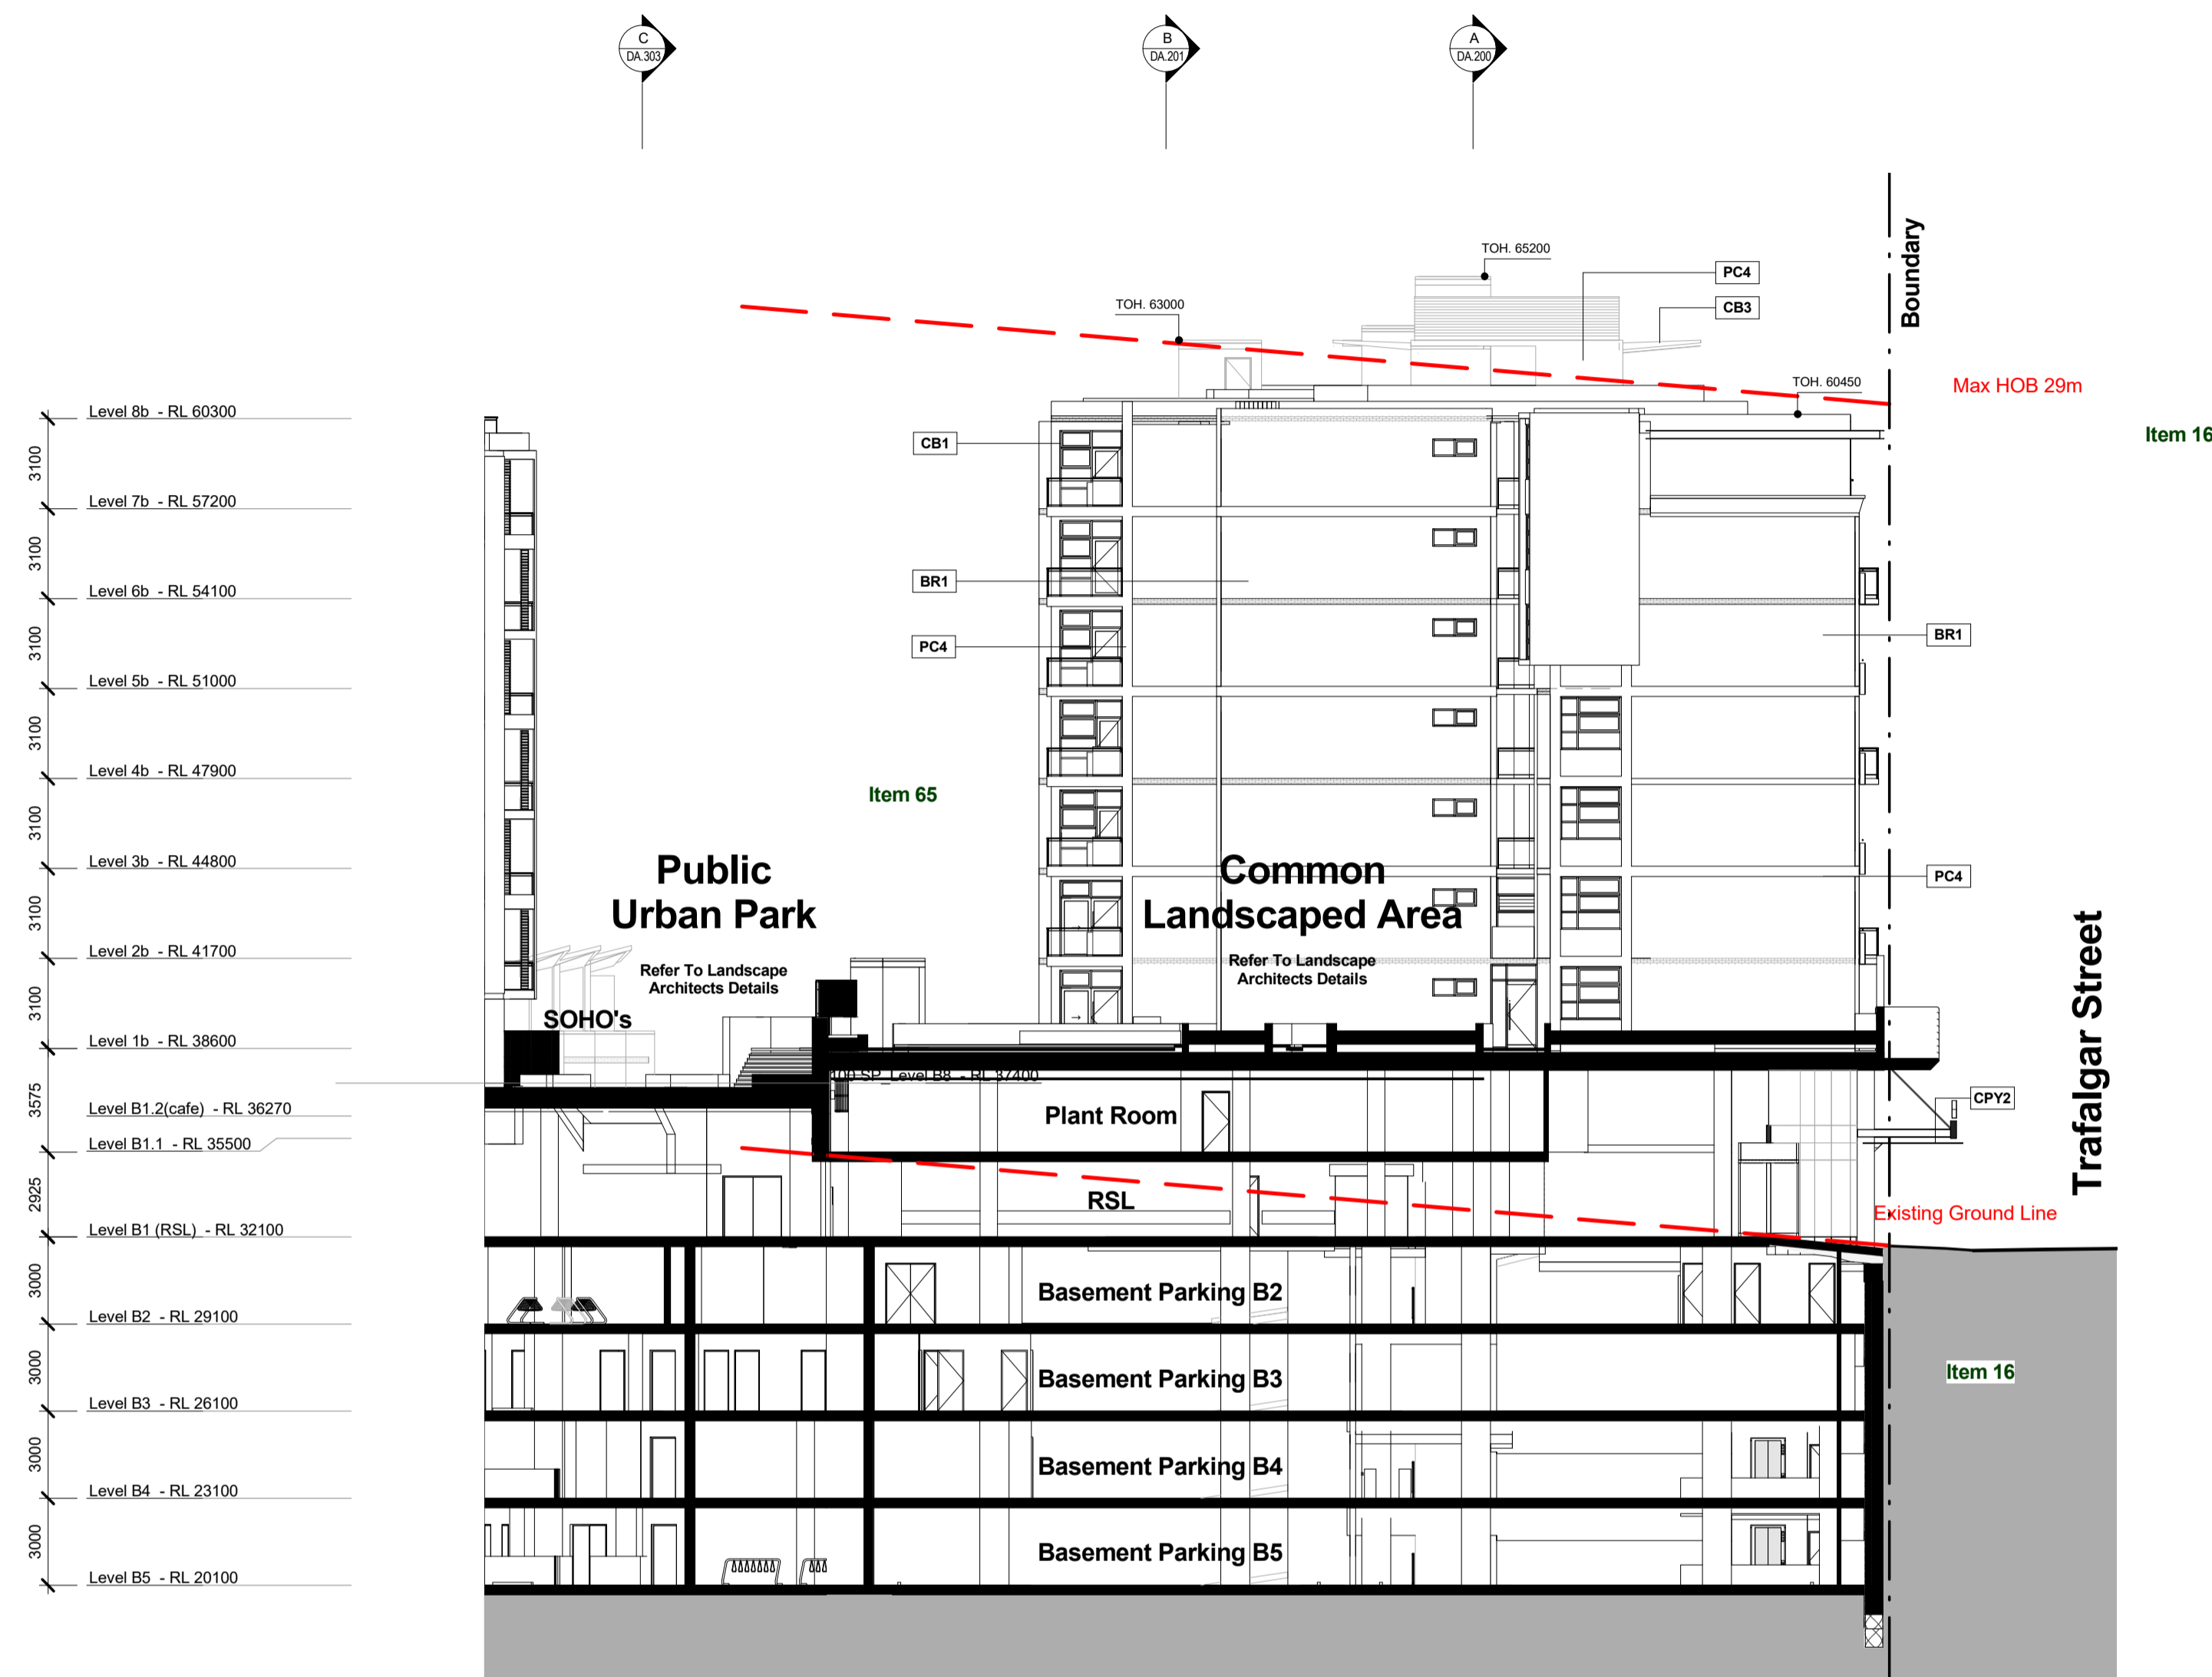 C
DA.303
B
DA.201
A
DA.200
Boundary
TOH. 65200
PC4
CB3
TOH. 63000
TOH. 60450
Max HOB 29m
Item 16
Level 8b - RL 60300
3100
CB1
Level 7b - RL 57200
3100
BR1
Level 6b - RL 54100
3100
PC4
BR1
Level 5b - RL 51000
3100
Level 4b - RL 47900
Item 65
3100
Level 3b - RL 44800
Public
Urban Park
Common
Landscaped Area
PC4
3100
Level 2b - RL 41700
Refer To Landscape
Architects Details
Refer To Landscape
Architects Details
Trafalgar Street
3100
SOHO's
Level 1b - RL 38600
100 SP_Level B8 - RL 37400
3575
Level B1.2(cafe) - RL 36270
Plant Room
CPY2
Level B1.1 - RL 35500
2925
RSL
Existing Ground Line
Level B1 (RSL) - RL 32100
3000
Basement Parking B2
Level B2 - RL 29100
3000
Basement Parking B3
Item 16
Level B3 - RL 26100
3000
Basement Parking B4
Level B4 - RL 23100
3000
Basement Parking B5
Level B5 - RL 20100